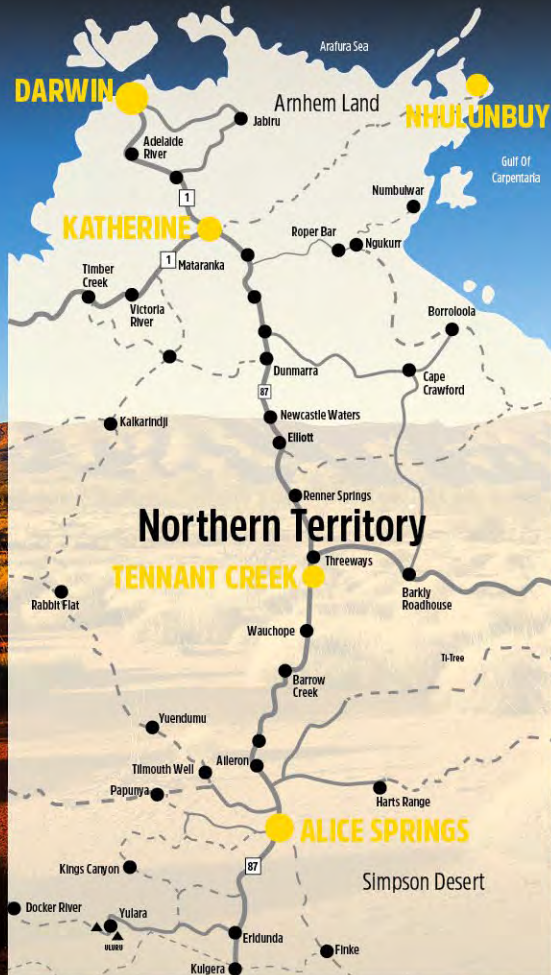 Arafura Sea
DARWIN
Arnhem Land
NHULUNBUY
Jabiru
Adelaide
River
Gulf Of
Carpentaria
Numbulwar
1
KATHERINE
Roper Bar
Ngukurr
1
Mataranka
Timber
Creek
Victoria
River
Borroloola
Dunmarra
Cape
Crawford
87
Newcastle Waters
Kalkarindji
Elliott
Renner Springs
Northern Territory
Threeways
TENNANT CREEK
Rabbit Flat
Barkly
Roadhouse
Wauchope
Ti-Tree
Barrow
Creek
Yuendumu
Aileron
Tilmouth Well
Papunya
Harts Range
ALICE SPRINGS
Kings Canyon
87
Simpson Desert
Docker River
Yulara
ULURU
Erldunda
Finke
Kulgera